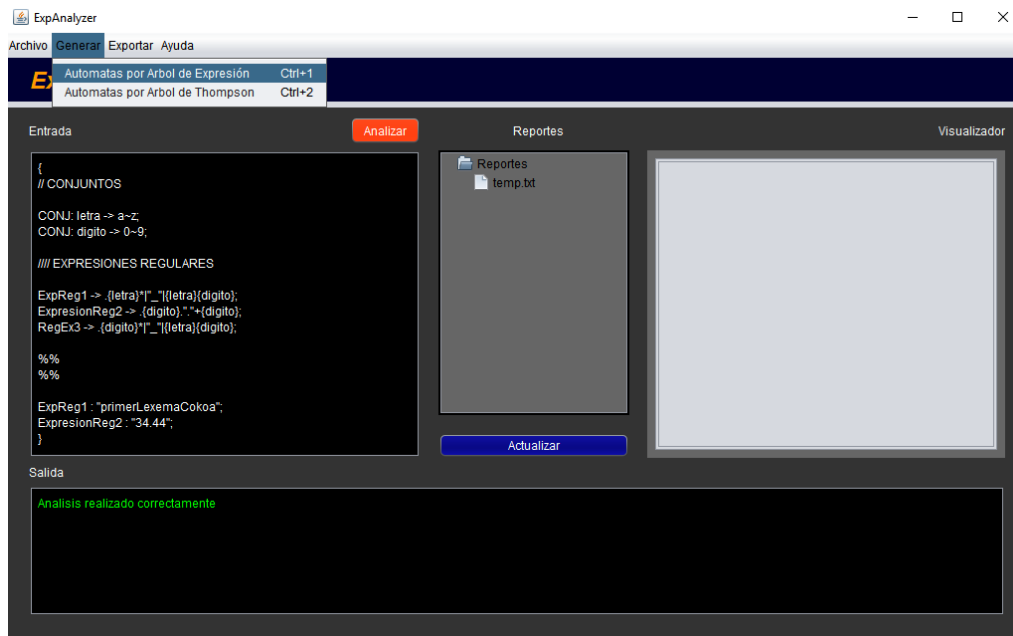 ExpAnalyzer
Archivo Generar Exportar Ayuda
Automatas por Arbol de Expresión Ctrl+1
Automatas por Arbol de Thompson Ctrl+2
Entrada Analizar Reportes Visualizador
{
// CONJUNTOS
CONJ: letra -> a~z;
CONJ: digito -> 0~9;
//// EXPRESIONES REGULARES
ExpReg1 -> .{letra}*|"_"|{letra}{digito};
ExpresionReg2 -> .{digito}."."+{digito};
RegEx3 -> .{digito}*|"_"|{letra}{digito};
%%
%%
ExpReg1 : "primerLexemaCokoa";
ExpresionReg2 : "34.44";
}
Reportes
temp.txt
Actualizar
Salida
Analisis realizado correctamente